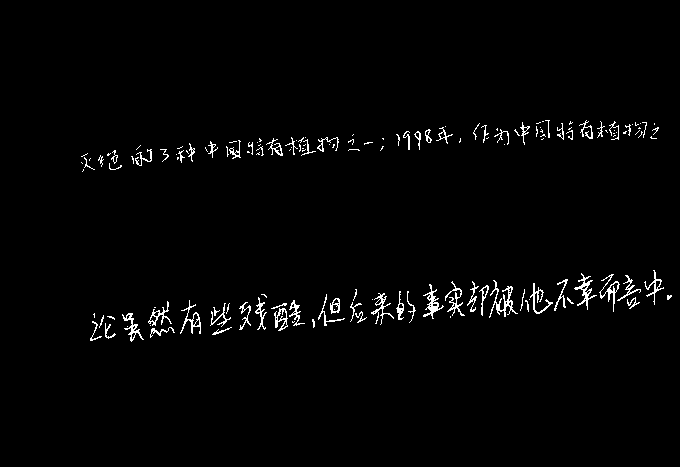 灭绝的3种中国特有植物之一；1998年，作为中国特有植物之
论虽然有些残酷，但后来的事实却被他不幸而言中。